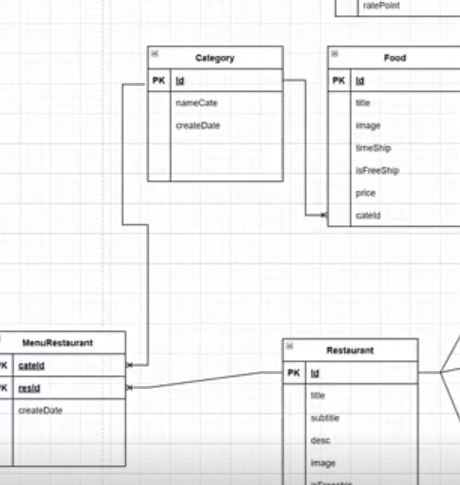 ratePoint
Category
PK Id
nameCate
createDate
Food
PK Id
title
image
timeShip
isFreeShip
price
cateId
MenuRestaurant
PK cateId
PK resId
createDate
Restaurant
PK Id
title
subtitle
desc
image
isFreeship